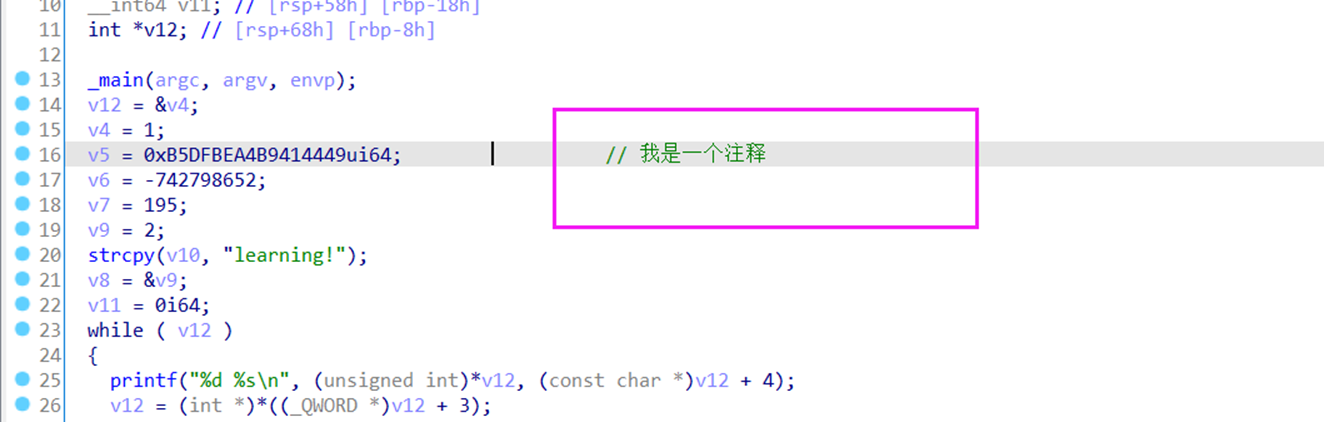 10 __int64 v11; // [rsp+58h] [rbp-18h]
11 int *v12; // [rsp+68h] [rbp-8h]
12
13 _main(argc, argv, envp);
14 v12 = &v4;
15 v4 = 1;
16 v5 = 0xB5DFBEA4B9414449ui64; // 我是一个注释
17 v6 = -742798652;
18 v7 = 195;
19 v9 = 2;
20 strcpy(v10, "learning!");
21 v8 = &v9;
22 v11 = 0i64;
23 while ( v12 )
24 {
25 printf("%d %s\n", (unsigned int)*v12, (const char *)v12 + 4);
26 v12 = (int *)*((_QWORD *)v12 + 3);